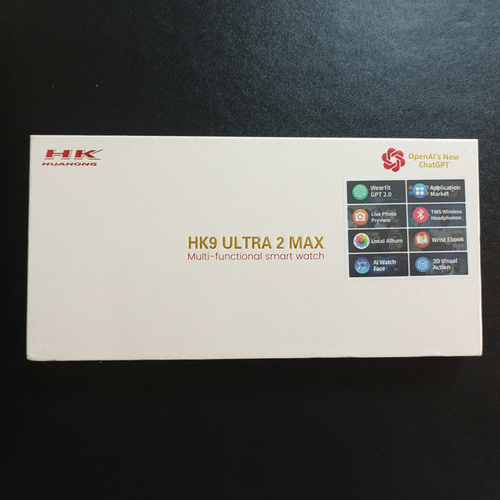 HK
HUAHONG
OpenAI's New
ChatGPT
Wearfit
GPT 2.0
Application
Market
Live Photo
Preview
TWS Wireless
Headphones
Local Album
Wrist Ebook
AI Watch
Face
3D Visual
Action
HK9 ULTRA 2 MAX
Multi-functional smart watch